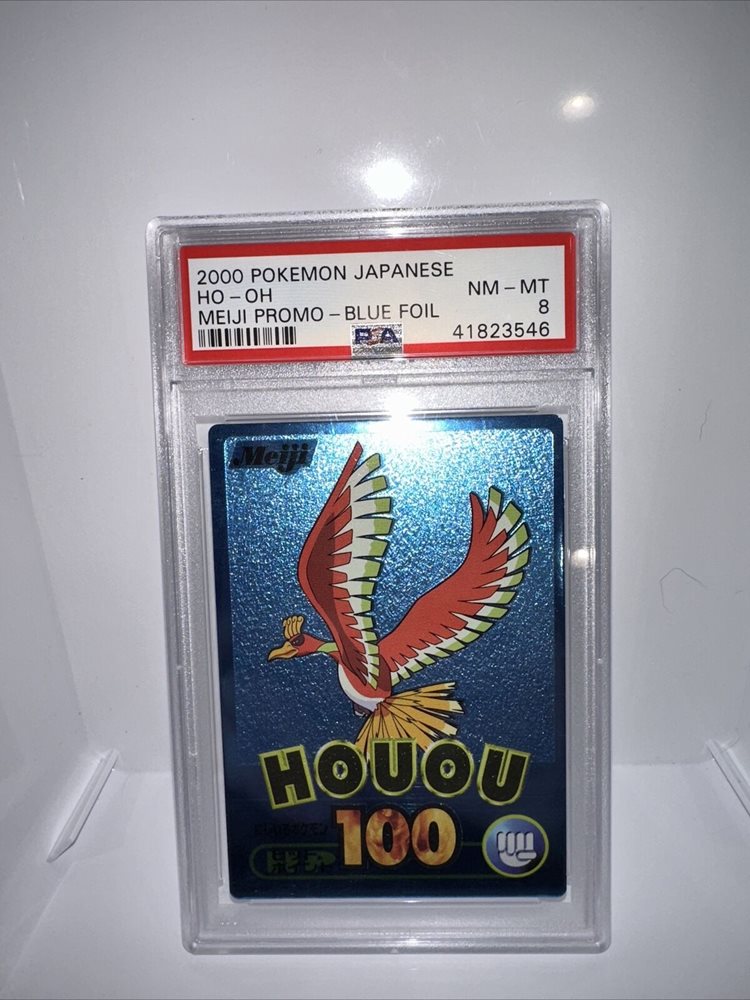 2000 POKEMON JAPANESE
HO-OH
NM-MT
MEIJI PROMO-BLUE FOIL
8
PSA
41823546
Meiji
HOUOU
100